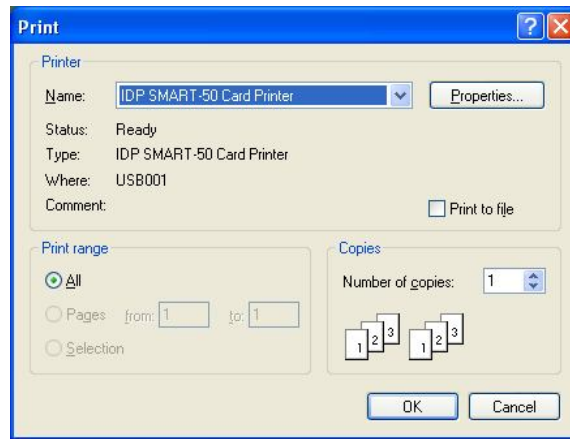 Print
Printer
Name: IDP SMART-50 Card Printer Properties...
Status: Ready
Type: IDP SMART-50 Card Printer
Where: USB001
Comment: Print to file
Print range
All
Pages from: 1 to: 1
Selection
Copies
Number of copies: 1
1 2 3 1 2 3
OK Cancel